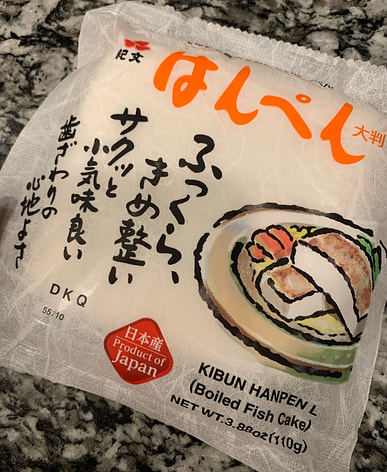 紀文
はんぺん
大判
ふっくら、
きめ整い
サクッと
小気味良い
歯ざわりの
心地よさ
DKQ
55710
日本産
Product of
Japan
KIBUN HANPEN L
(Boiled Fish Cake)
NET WT. 3.88oz (110g)